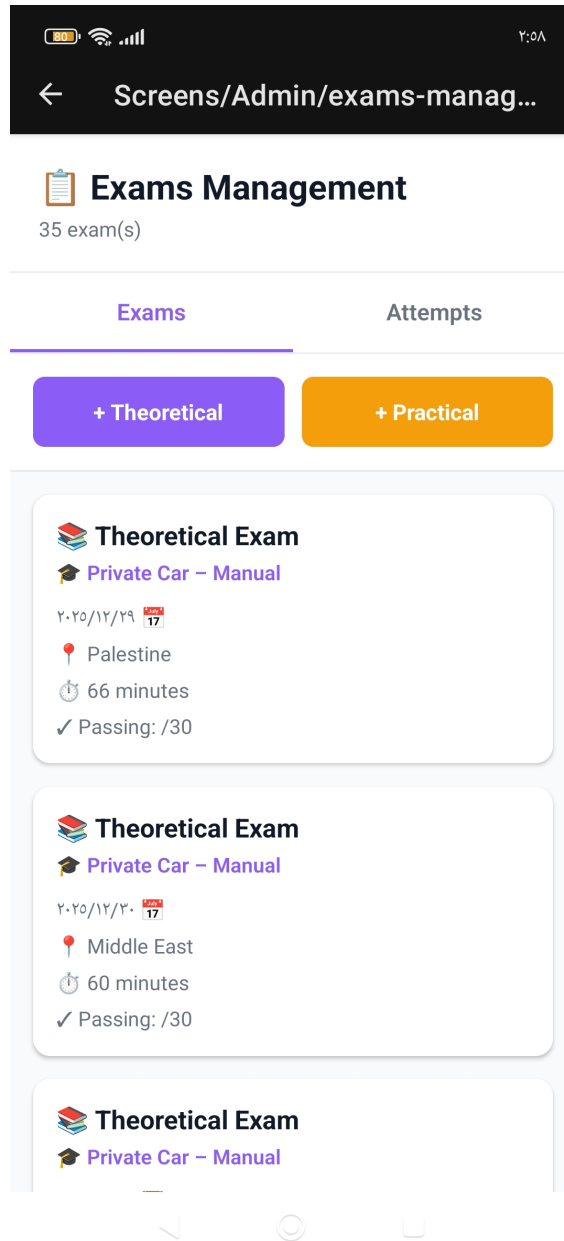 80
٢:٥٨
Screens/Admin/exams-manag...
Exams Management
35 exam(s)
Exams
Attempts
+ Theoretical
+ Practical
Theoretical Exam
Private Car – Manual
٢٠٢٥/١٢/٢٩
Palestine
66 minutes
✓ Passing: /30
Theoretical Exam
Private Car – Manual
٢٠٢٥/١٢/٣٠
Middle East
60 minutes
✓ Passing: /30
Theoretical Exam
Private Car – Manual